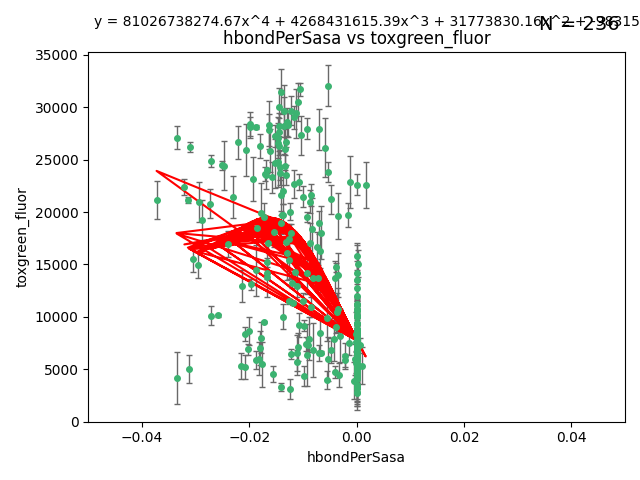 y = 81026738274.67x^4 + 4268431615.39x^3 + 31773830.16x^2 +
N = 236
hbondPerSasa vs toxgreen_fluor
35000
30000
25000
20000
15000
10000
5000
0
toxgreen_fluor
−0.04 −0.02 0.00 0.02 0.04
hbondPerSasa